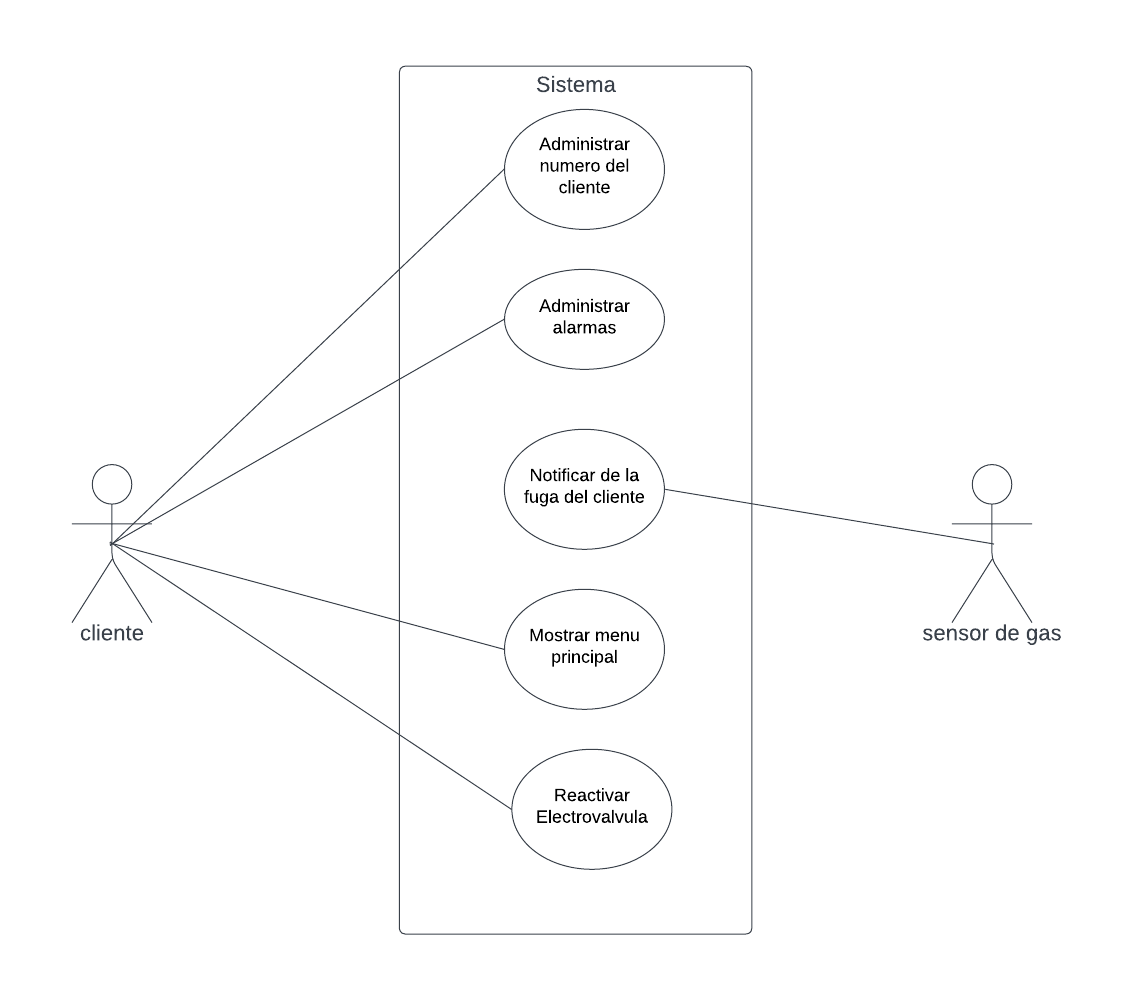 Sistema
Administrar
numero del
cliente
Administrar
alarmas
Notificar de la
fuga del cliente
Mostrar menu
principal
Reactivar
Electrovalvula
cliente
sensor de gas